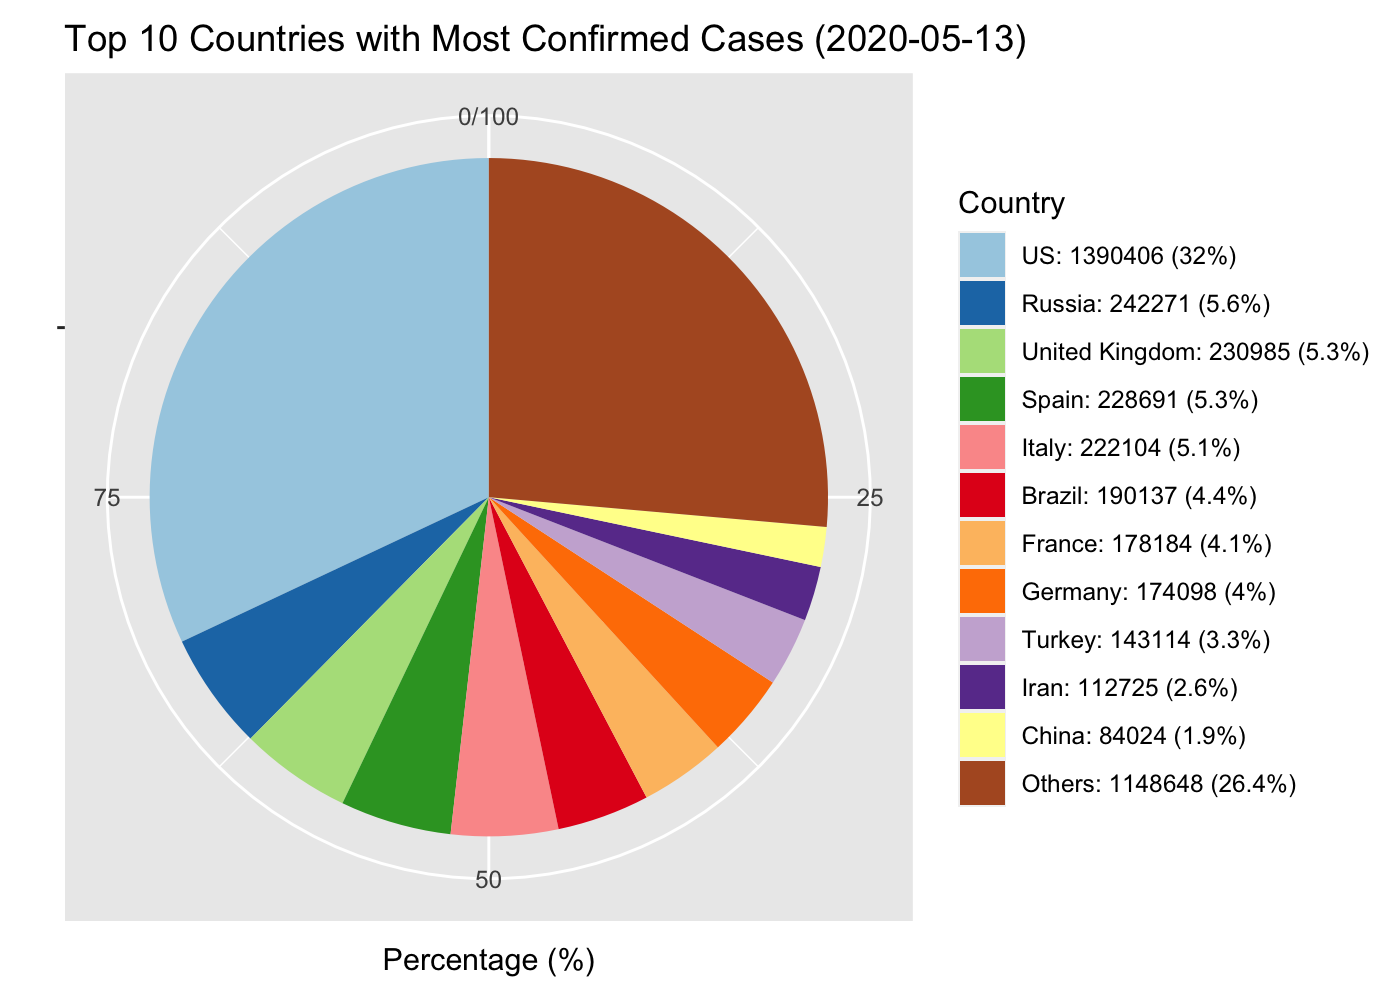 Top 10 Countries with Most Confirmed Cases (2020-05-13)
0/100
75
25
50
Percentage (%)
Country
US: 1390406 (32%)
Russia: 242271 (5.6%)
United Kingdom: 230985 (5.3%)
Spain: 228691 (5.3%)
Italy: 222104 (5.1%)
Brazil: 190137 (4.4%)
France: 178184 (4.1%)
Germany: 174098 (4%)
Turkey: 143114 (3.3%)
Iran: 112725 (2.6%)
China: 84024 (1.9%)
Others: 1148648 (26.4%)